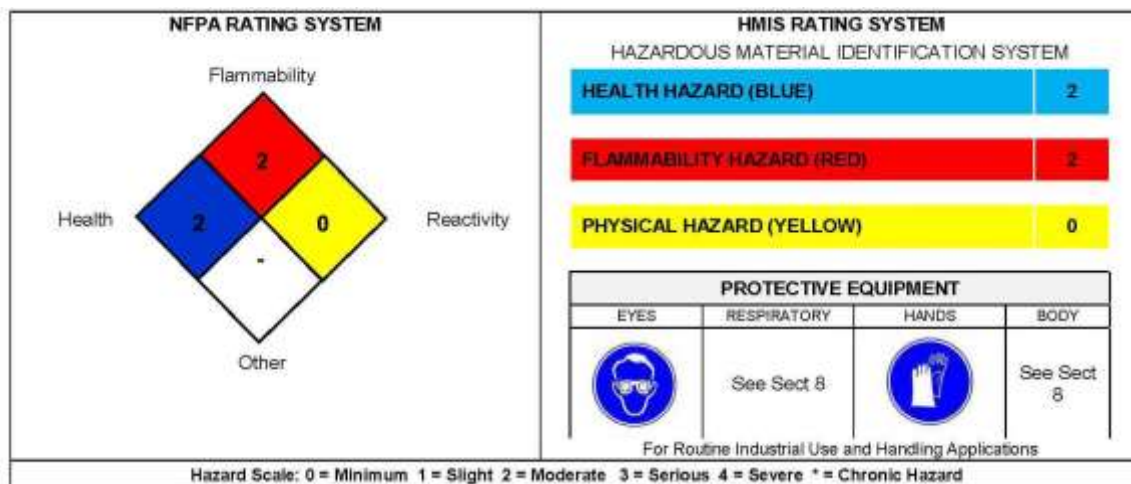 NFPA RATING SYSTEM
Flammability
2
Health
2
0
Reactivity
-
Other
HMIS RATING SYSTEM
HAZARDOUS MATERIAL IDENTIFICATION SYSTEM
HEALTH HAZARD (BLUE) 2
FLAMMABILITY HAZARD (RED) 2
PHYSICAL HAZARD (YELLOW) 0
PROTECTIVE EQUIPMENT
EYES RESPIRATORY HANDS BODY
See Sect 8
See Sect
8
For Routine Industrial Use and Handling Applications
Hazard Scale: 0 = Minimum 1 = Slight 2 = Moderate 3 = Serious 4 = Severe * = Chronic Hazard